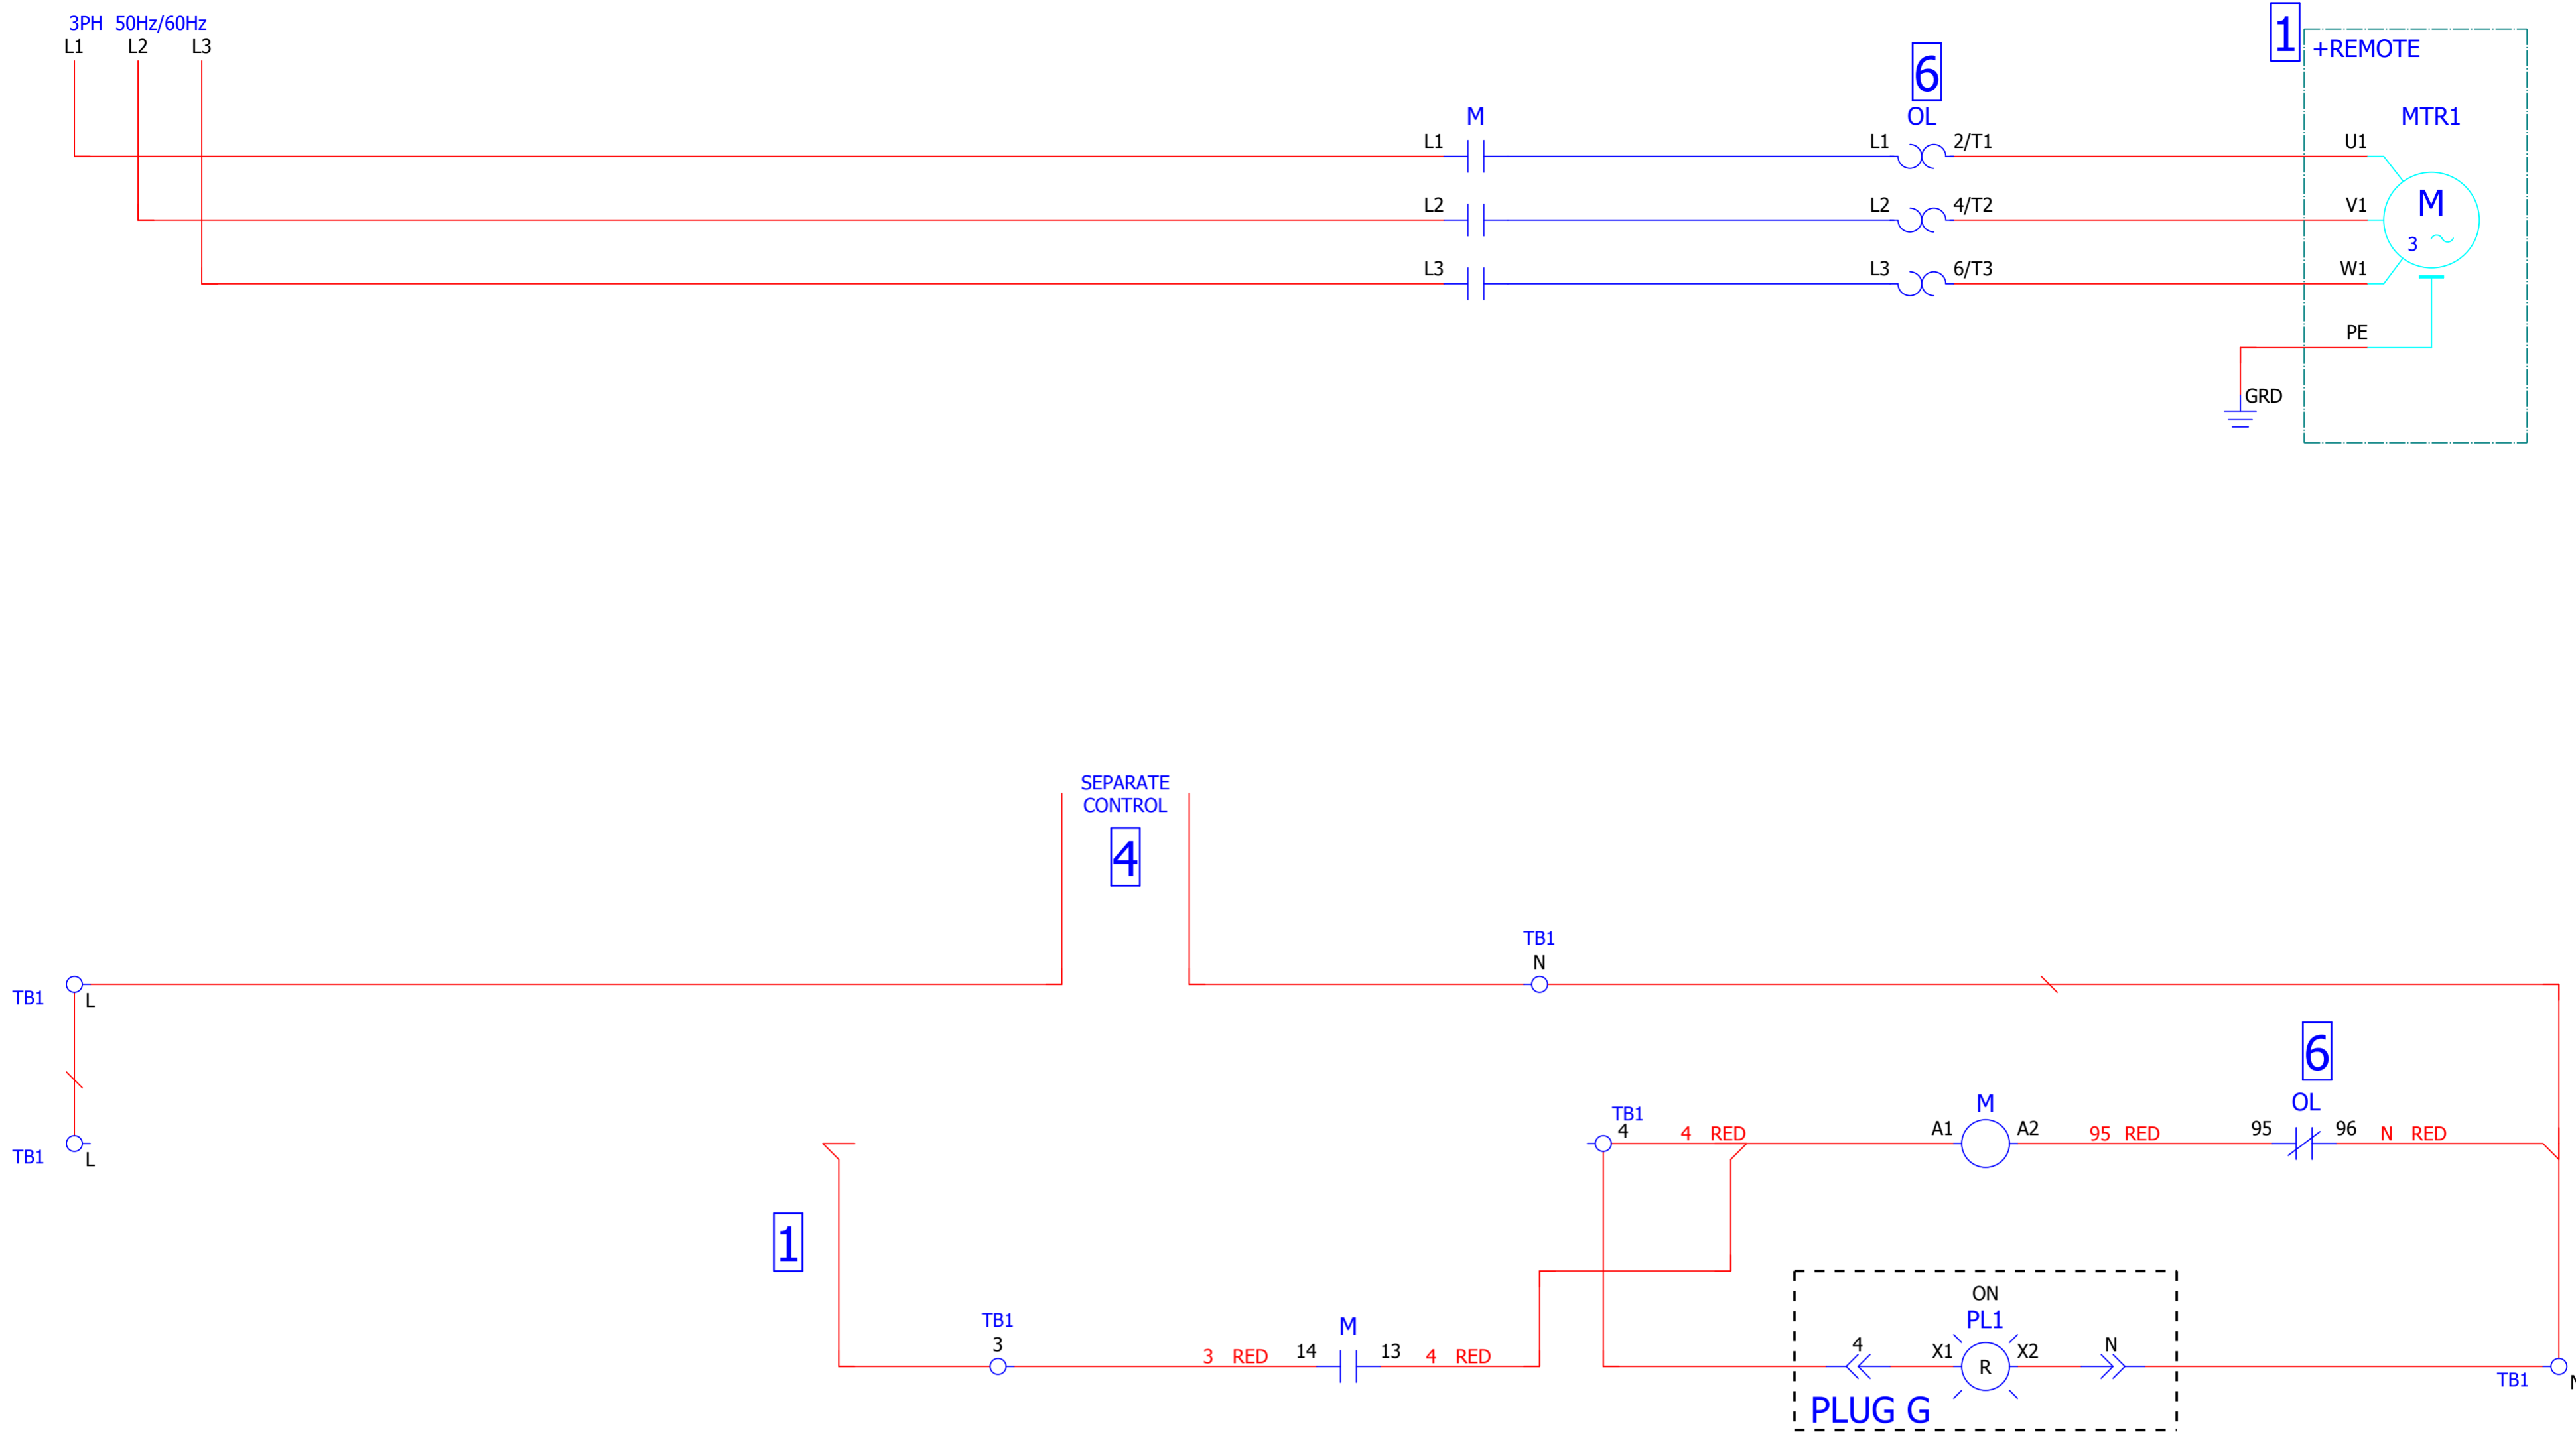 3PH 50Hz/60Hz
L1 L2 L3
1
+REMOTE
6
M
OL
MTR1
L1
L1
2/T1
U1
L2
L2
4/T2
V1
M
3
L3
L3
6/T3
W1
PE
GRD
SEPARATE
CONTROL
4
TB1
N
TB1
L
6
OL
TB1
4
4 RED
M
A1
A2
95 RED
95
96
N RED
TB1
L
1
ON
PL1
TB1
3
3 RED
M
14
13
4 RED
4
X1
R
X2
N
TB1
N
PLUG G